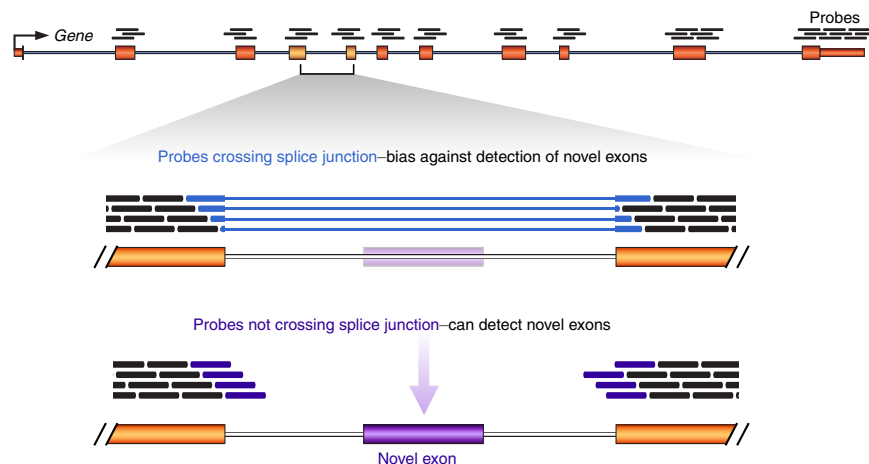 Probes
Gene
Probes crossing splice junction–bias against detection of novel exons
Probes not crossing splice junction–can detect novel exons
Novel exon